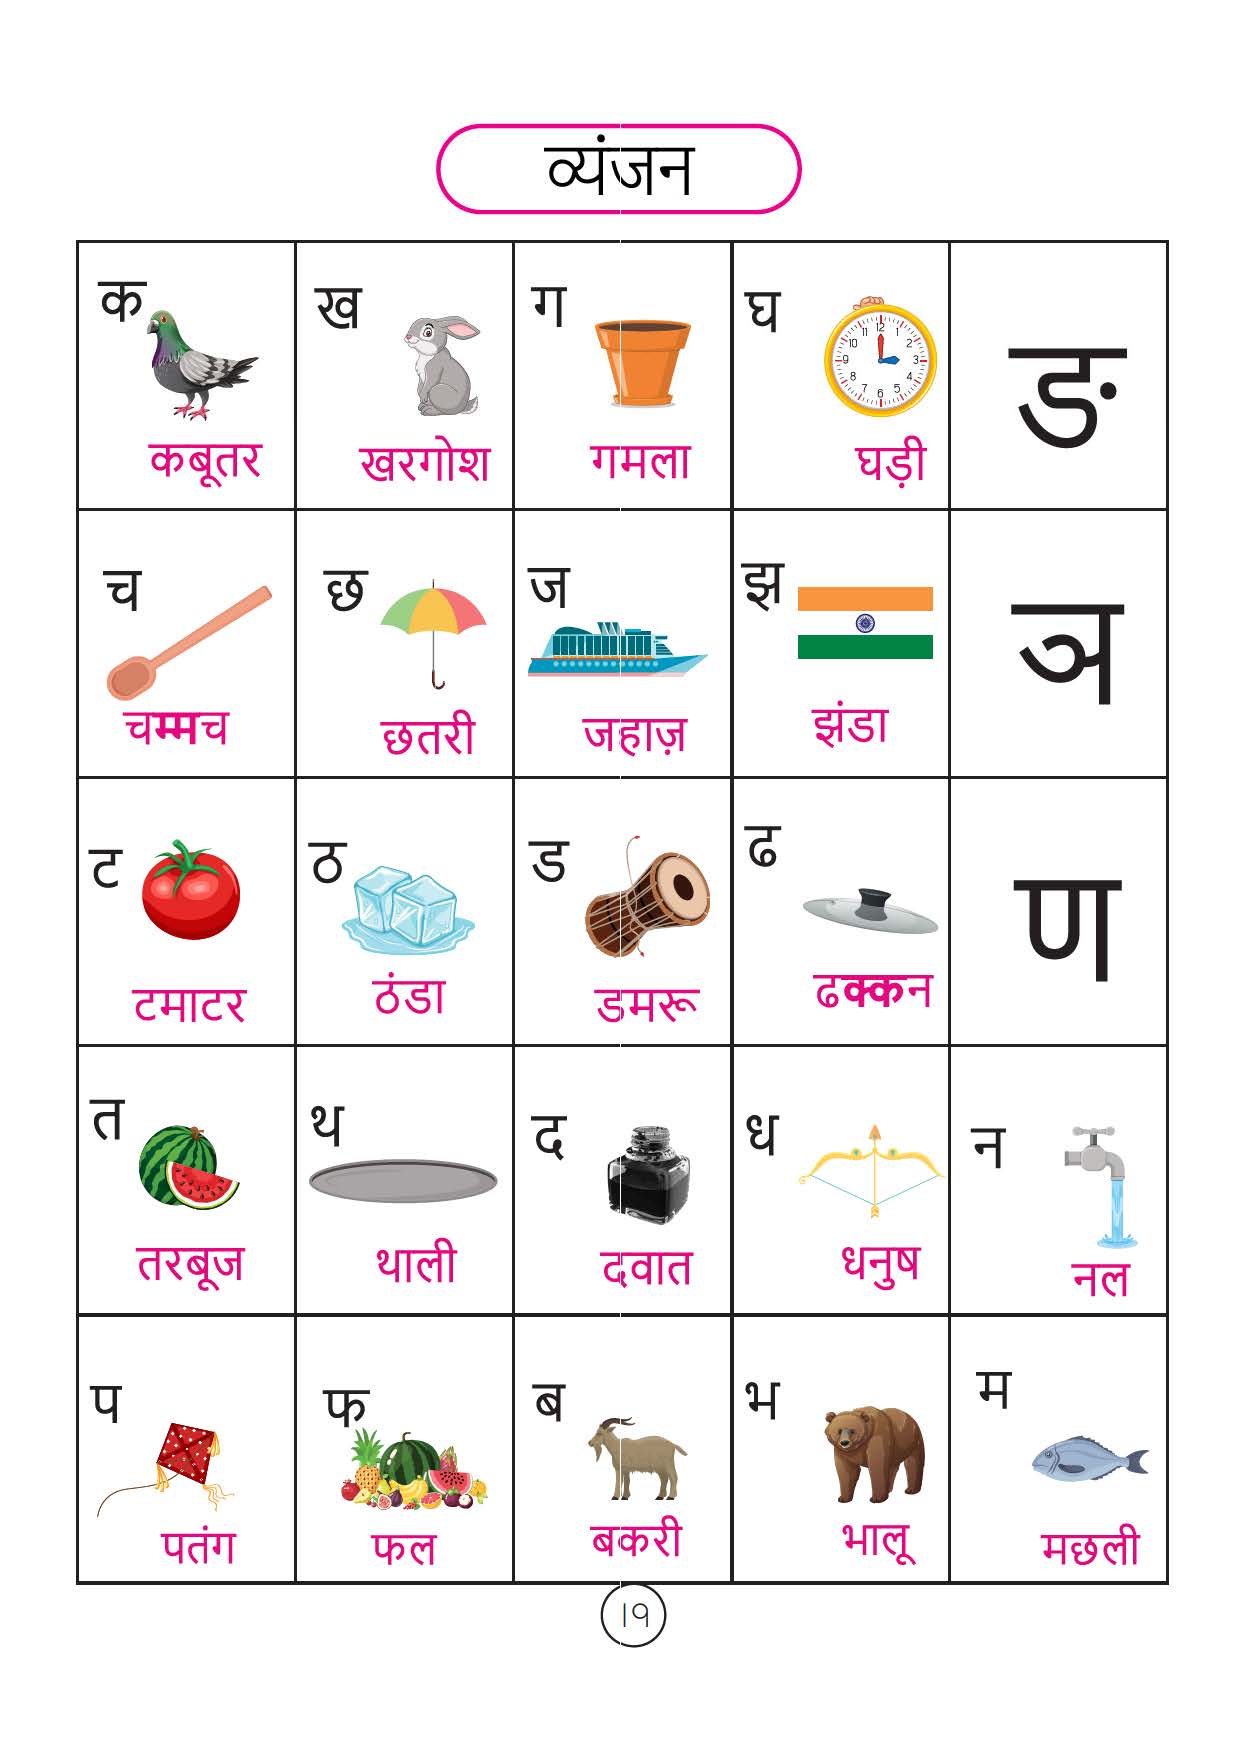 व्यंजन
क ख ग घ ङ
कबूतर खरगोश गमला घड़ी
च छ ज झ ञ
चम्मच छतरी जहाज़ झंडा
ट ठ ड ढ ण
टमाटर ठंडा डमरू ढक्कन
त थ द ध न
तरबूज थाली दवात धनुष नल
प फ ब भ म
पतंग फल बकरी भालू मछली
19